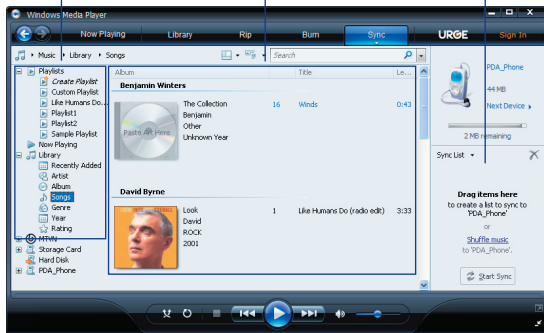 Windows Media Player
Now Playing Library Rip Burn Sync URGE Sign In
Music Library Songs
Search
Playlists
Create Playlist
Custom Playlist
Like Humans Do...
Playlist1
Playlist2
Sample Playlist
Now Playing
Library
Recently Added
Artist
Album
Songs
Genre
Year
Rating
MTVN
Storage Card
Hard Disk
PDA_Phone
Album Title Le...
Benjamin Winters
Paste Art Here
The Collection 16 Winds 0:43
Benjamin
Other
Unknown Year
David Byrne
Look 1 Like Humans Do (radio edit) 3:33
David
ROCK
2001
PDA_Phone
44 MB
Next Device
2 MB remaining
Sync List
Drag items here
to create a list to sync to
'PDA_Phone'
or
Shuffle music
to 'PDA_Phone'.
Start Sync